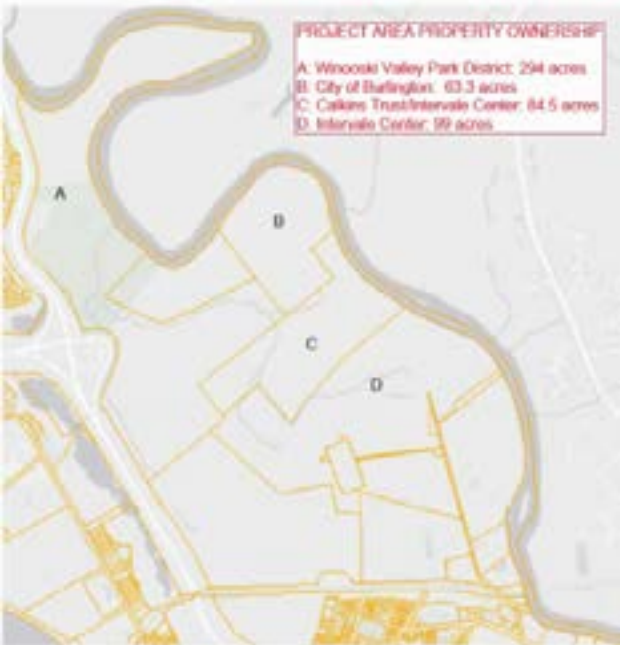 PROJECT AREA PROPERTY OWNERSHIP
A: Winooski Valley Park District: 294 acres
B: City of Burlington: 63.3 acres
C: Calkins Trust/Intervale Center: 84.5 acres
D: Intervale Center: 99 acres
A
B
C
D